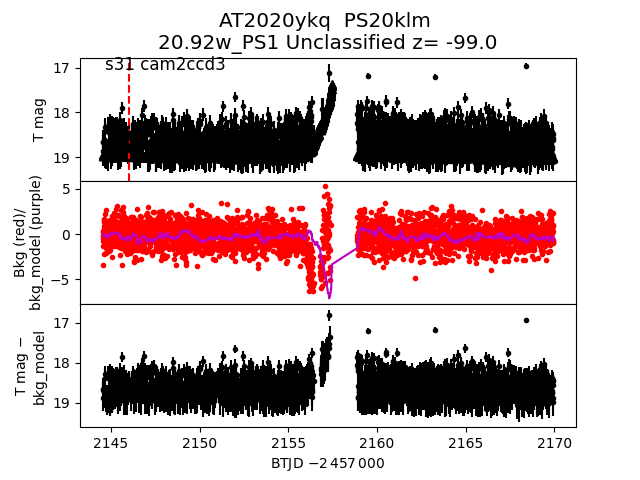 AT2020ykq PS20klm
20.92w_PS1 Unclassified z= -99.0
s31 cam2ccd3
17
18
19
T mag
5
0
−5
Bkg (red)/
bkg_model (purple)
17
18
19
T mag −
bkg_model
2145 2150 2155 2160 2165 2170
BTJD −2 457 000